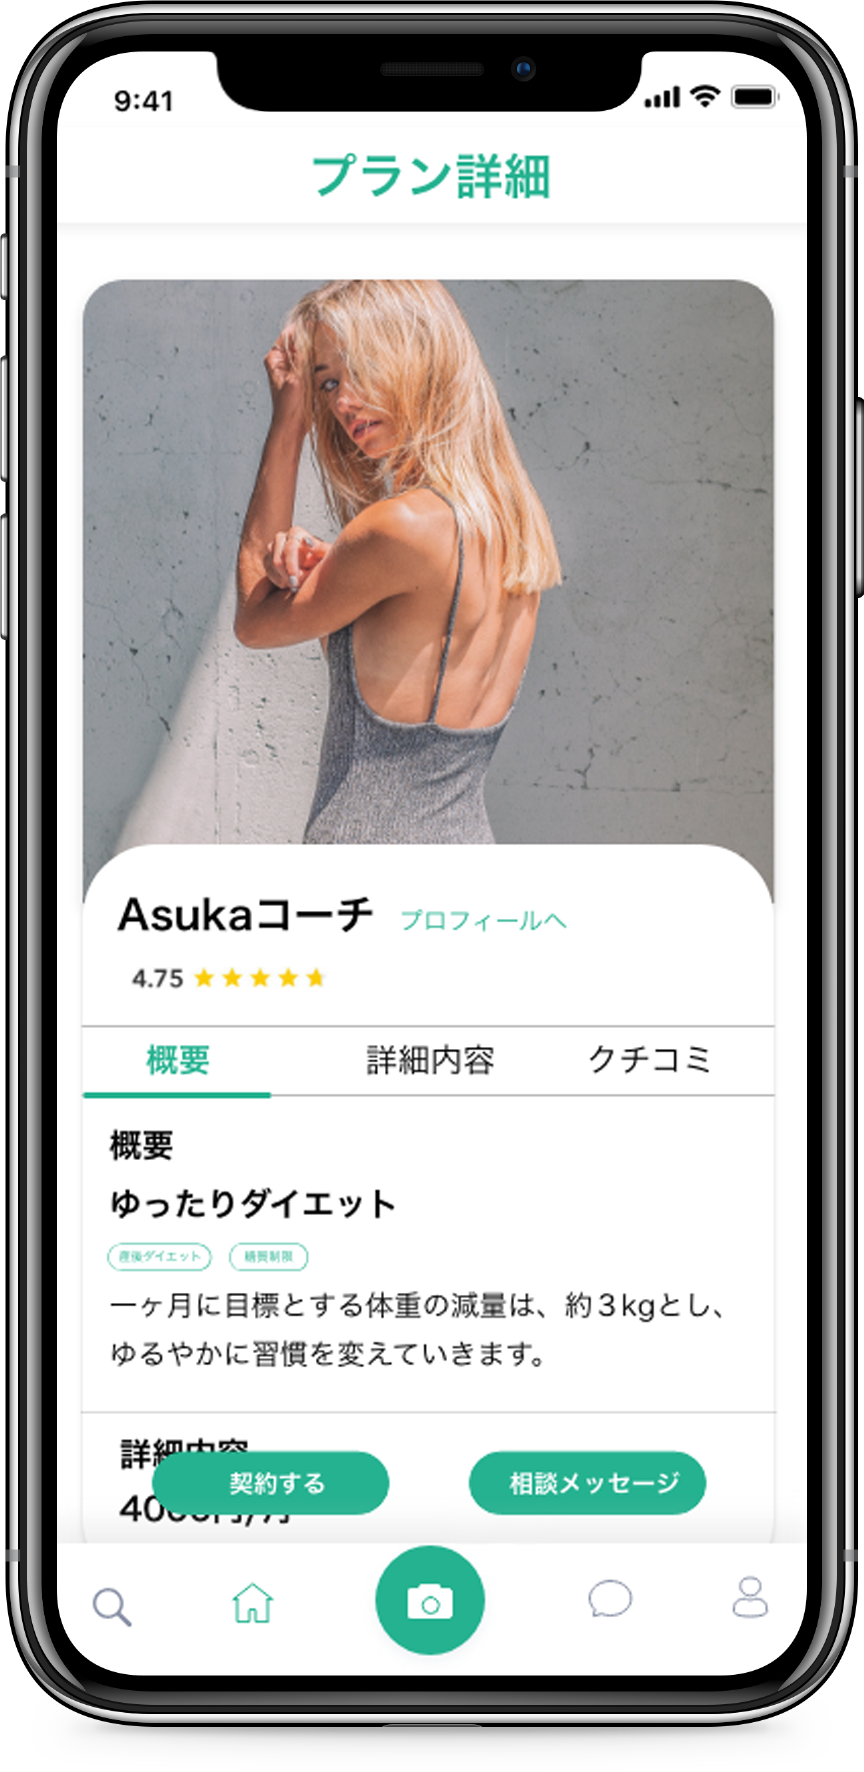 9:41
プラン詳細
Asukaコーチ プロフィールへ
4.75
概要 詳細内容 クチコミ
概要
ゆったりダイエット
産後ダイエット 糖質制限
一ヶ月に目標とする体重の減量は、約３kgとし、
ゆるやかに習慣を変えていきます。
詳細内容
契約する 相談メッセージ
4000円/月